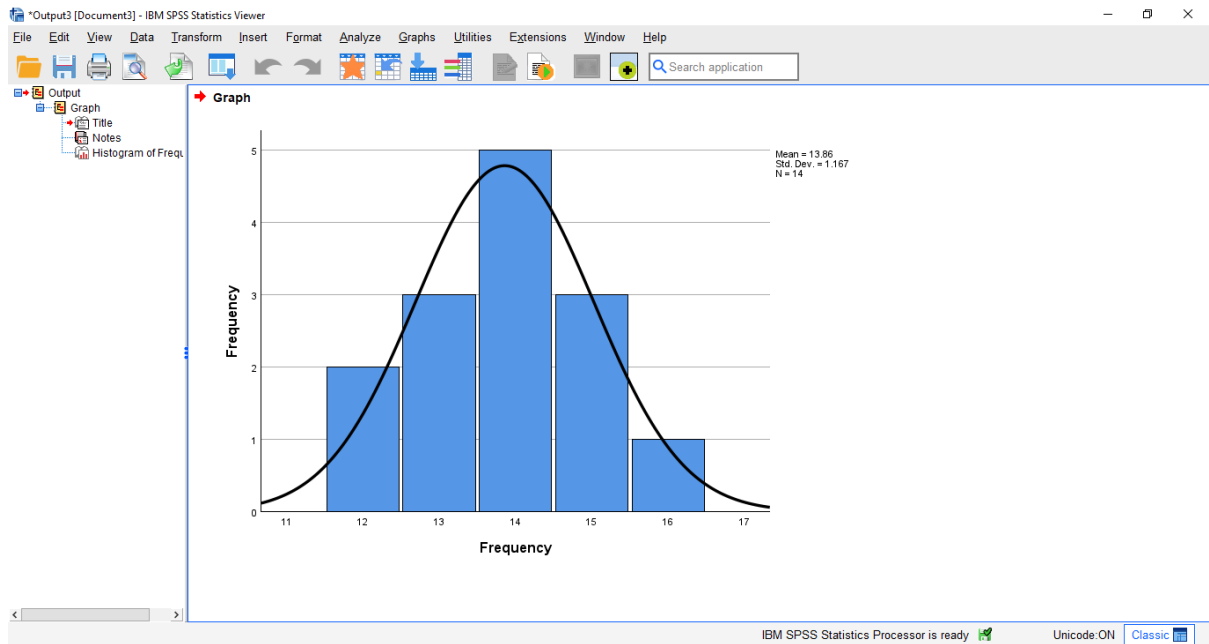 *Output3 [Document3] - IBM SPSS Statistics Viewer
File Edit View Data Transform Insert Format Analyze Graphs Utilities Extensions Window Help
Search application
Output
Graph
Title
Notes
Histogram of Frequ
Graph
Mean = 13.86
Std. Dev. = 1.167
N = 14
Frequency
5
4
3
2
1
0
11 12 13 14 15 16 17
Frequency
IBM SPSS Statistics Processor is ready Unicode:ON Classic